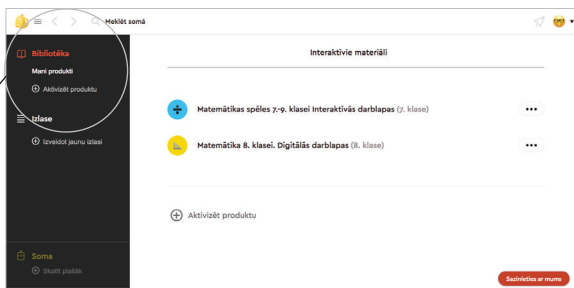 Meklēt somā
Bibliotēka
Mani produkti
Aktivizēt produktu
Izlase
Izveidot jaunu izlasi
Soma
Skatīt plašāk
Interaktīvie materiāli
Matemātikas spēles 7.-9. klasei Interaktīvās darblapas (7. klase)
Matemātika 8. klasei. Digitālās darblapas (8. klase)
Aktivizēt produktu
Sazinieties ar mums